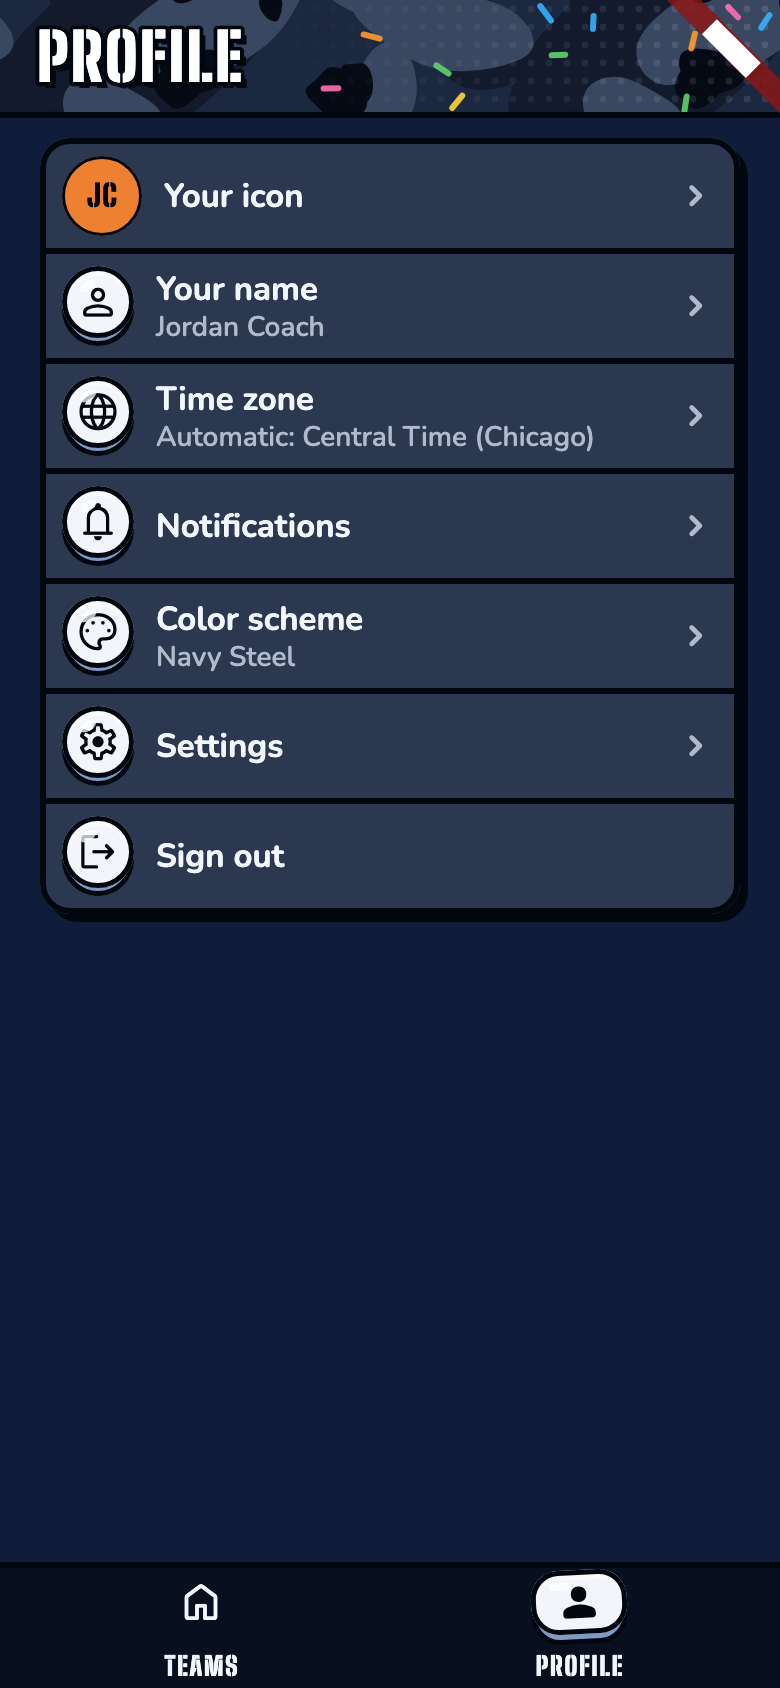 PROFILE
JC
Your icon
Your name
Jordan Coach
Time zone
Automatic: Central Time (Chicago)
Notifications
Color scheme
Navy Steel
Settings
Sign out
TEAMS
PROFILE